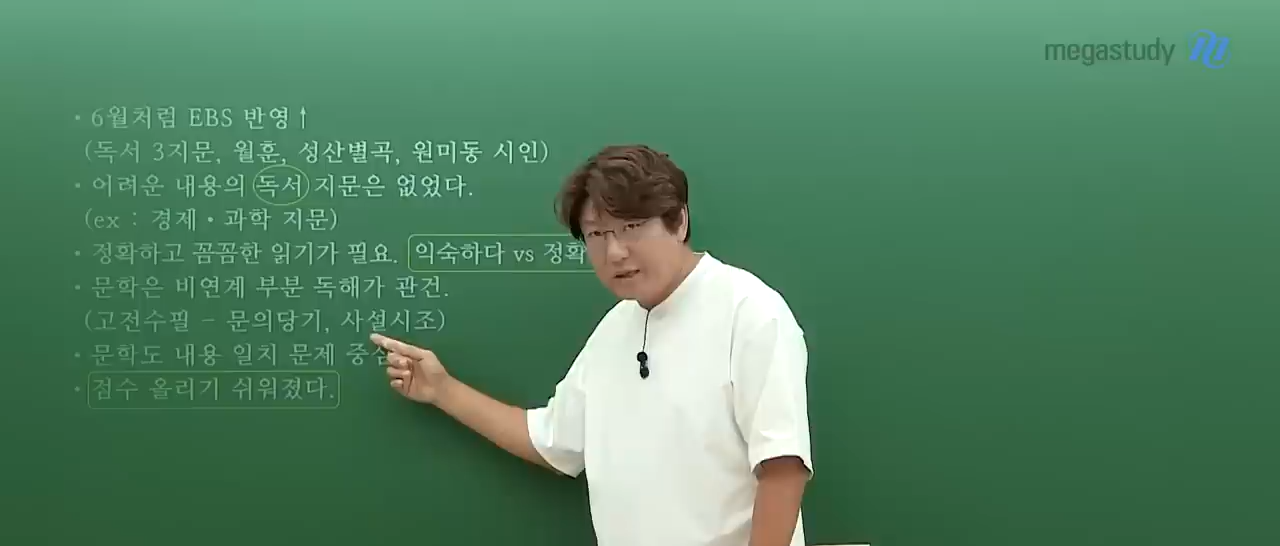 megastudy M
• 6월처럼 EBS 반영↑
(독서 3지문, 월훈, 성산별곡, 원미동 시인)
• 어려운 내용의 독서 지문은 없었다.
(ex : 경제・과학 지문)
• 정확하고 꼼꼼한 읽기가 필요. 익숙하다 vs 정확
• 문학은 비연계 부분 독해가 관건.
(고전수필 – 문의당기, 사설시조)
• 문학도 내용 일치 문제 중심
• 점수 올리기 쉬워졌다.